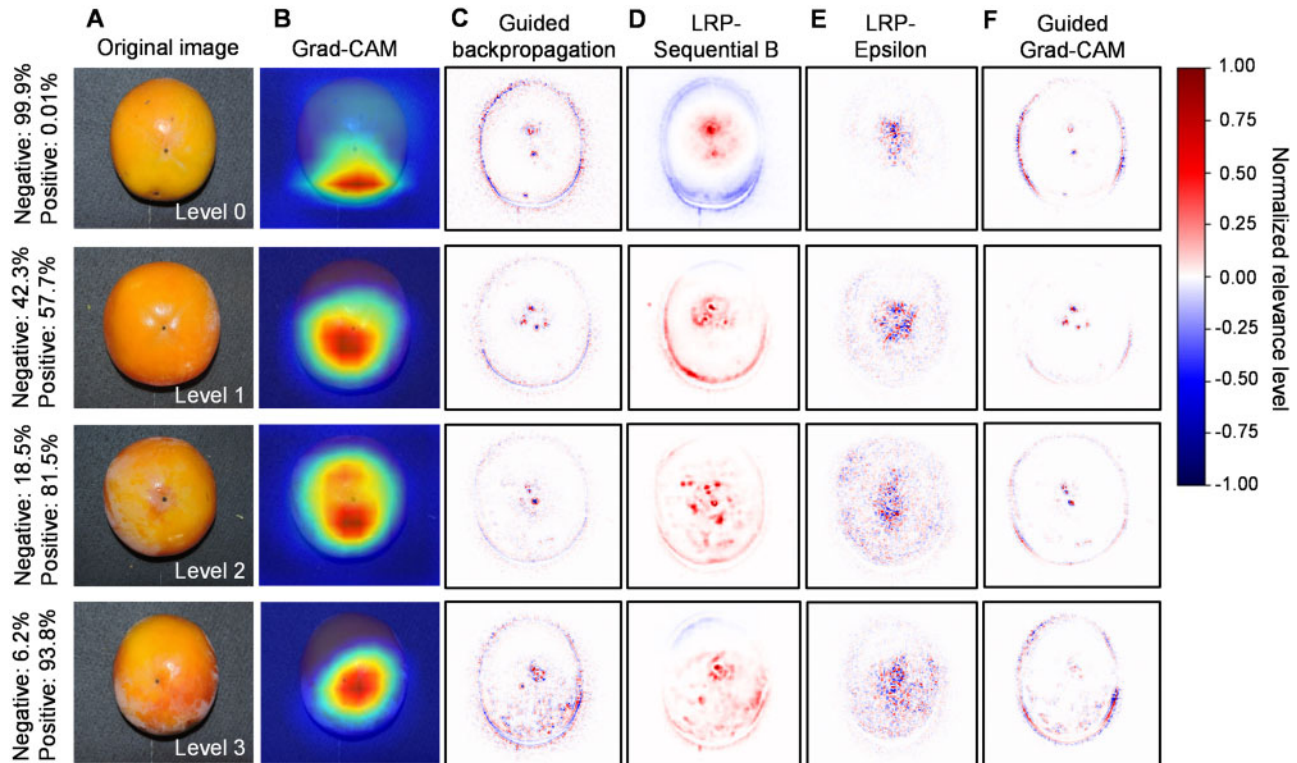 A
Original image
B
Grad-CAM
C
Guided
backpropagation
D
LRP-
Sequential B
E
LRP-
Epsilon
F
Guided
Grad-CAM
Negative: 99.9%
Positive: 0.01%
Level 0
Negative: 42.3%
Positive: 57.7%
Level 1
Negative: 18.5%
Positive: 81.5%
Level 2
Negative: 6.2%
Positive: 93.8%
Level 3
1.00
0.75
0.50
0.25
0.00
-0.25
-0.50
-0.75
-1.00
Normalized relevance level